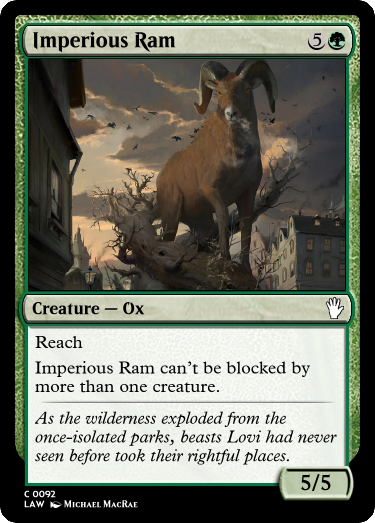 Imperious Ram 5
Creature — Ox
Reach
Imperious Ram can't be blocked by
more than one creature.
As the wilderness exploded from the
once-isolated parks, beasts Lovi had never
seen before took their rightful places.
5/5
C 0092
LAW Michael MacRae